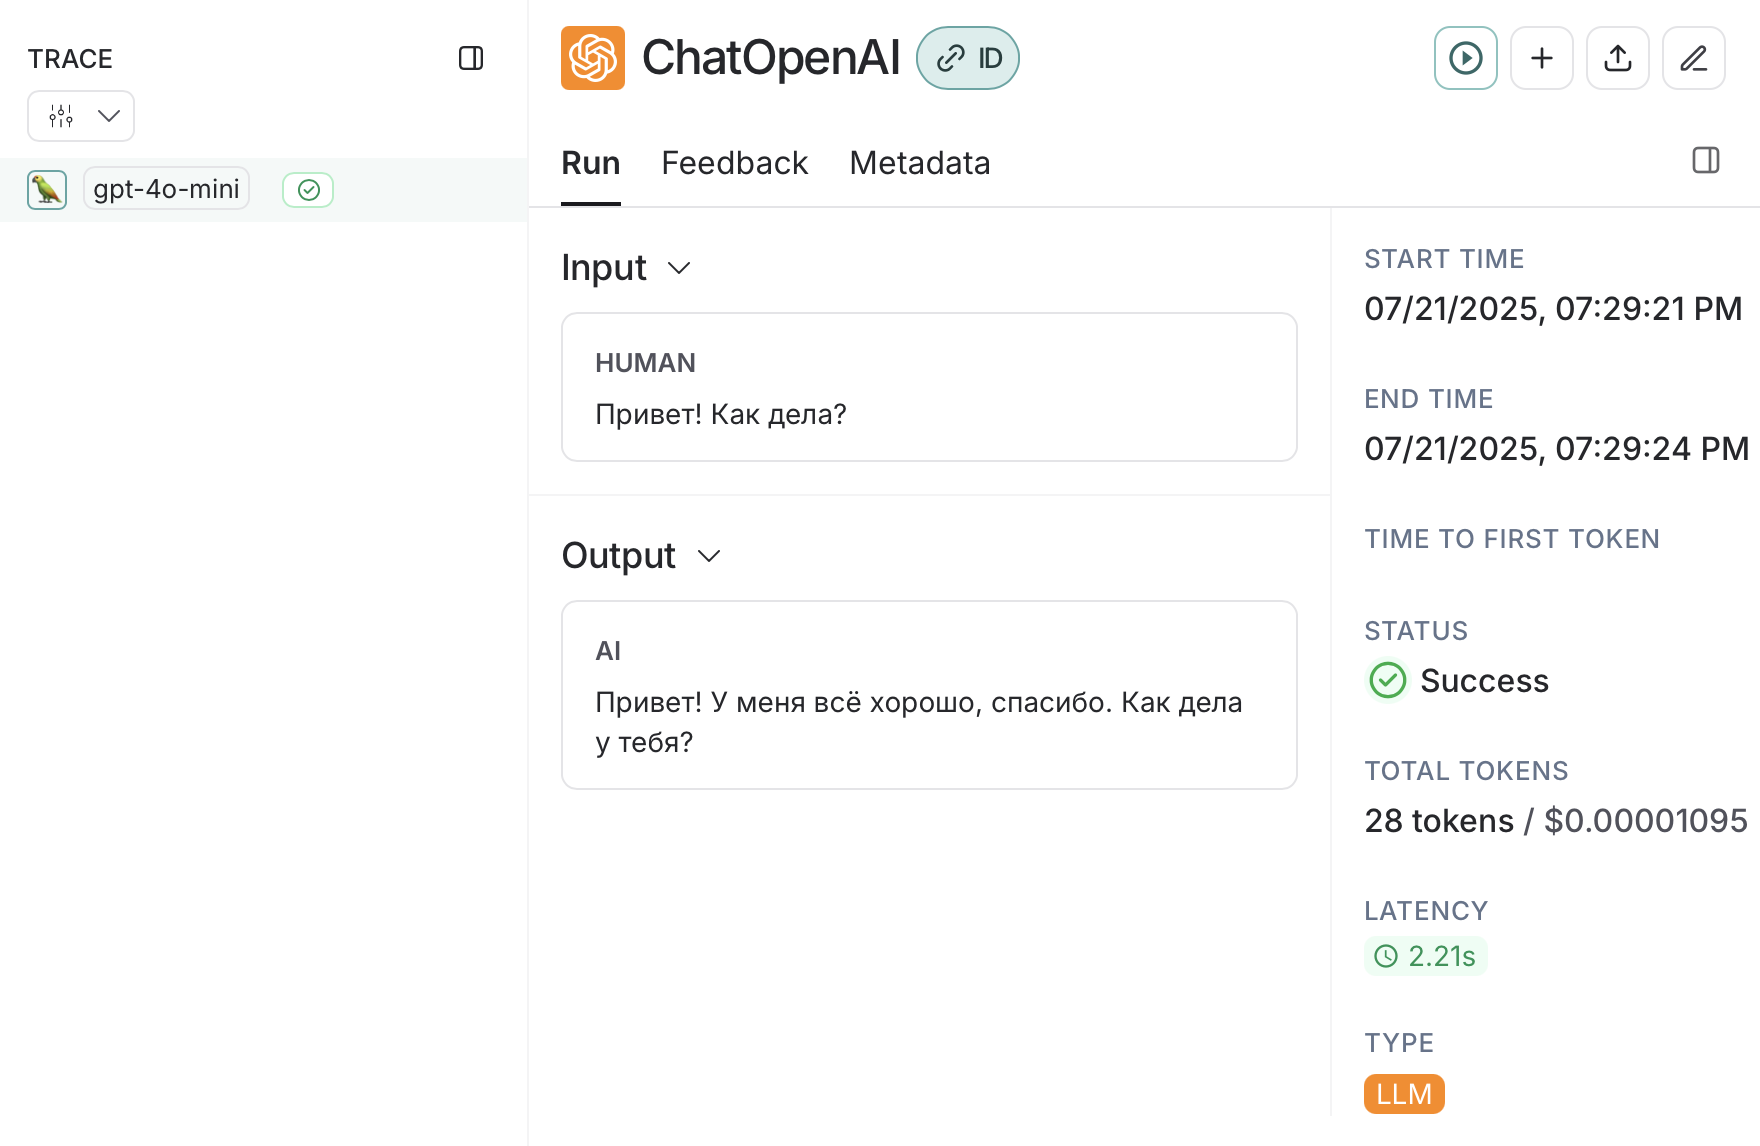 TRACE
gpt-4o-mini
ChatOpenAI
ID
Run
Feedback
Metadata
Input
HUMAN
Привет! Как дела?
Output
AI
Привет! У меня всё хорошо, спасибо. Как дела
у тебя?
START TIME
07/21/2025, 07:29:21 PM
END TIME
07/21/2025, 07:29:24 PM
TIME TO FIRST TOKEN
STATUS
Success
TOTAL TOKENS
28 tokens / $0.00001095
LATENCY
2.21s
TYPE
LLM